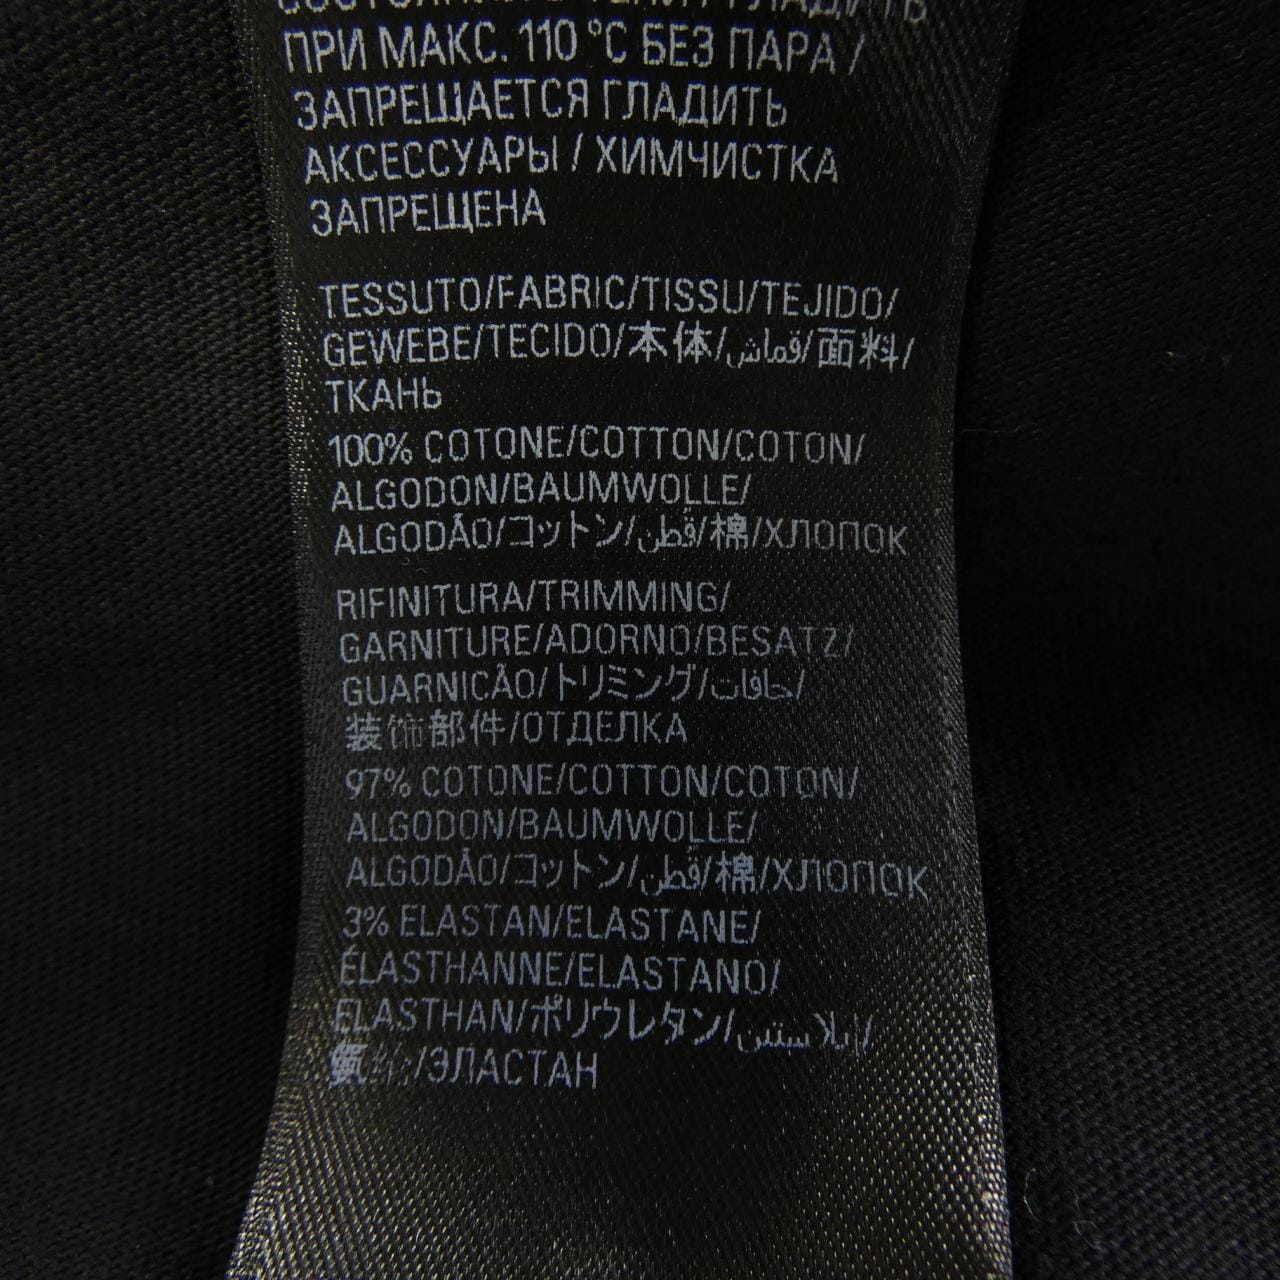 ГЛАДИТЬ
ПРИ МАКС. 110 °C БЕЗ ПАРА /
ЗАПРЕЩАЕТСЯ ГЛАДИТЬ
АКСЕССУАРЫ / ХИМЧИСТКА
ЗАПРЕЩЕНА
TESSUTO/FABRIC/TISSU/TEJIDO/
GEWEBE/TECIDO/本体/قماش/面料/
ТКАНЬ
100% COTONE/COTTON/COTON/
ALGODON/BAUMWOLLE/
ALGODÃO/コットン/قطن/棉/ХЛОПОК
RIFINITURA/TRIMMING/
GARNITURE/ADORNO/BESATZ/
GUARNICÃO/トリミング/حافات/
装饰部件/ОТДЕЛКА
97% COTONE/COTTON/COTON/
ALGODON/BAUMWOLLE/
ALGODÃO/コットン/قطن/棉/ХЛОПОК
3% ELASTAN/ELASTANE/
ÉLASTHANNE/ELASTANO/
ELASTHAN/ポリウレタン/إيلاستين/
氨纶/ЭЛАСТАН